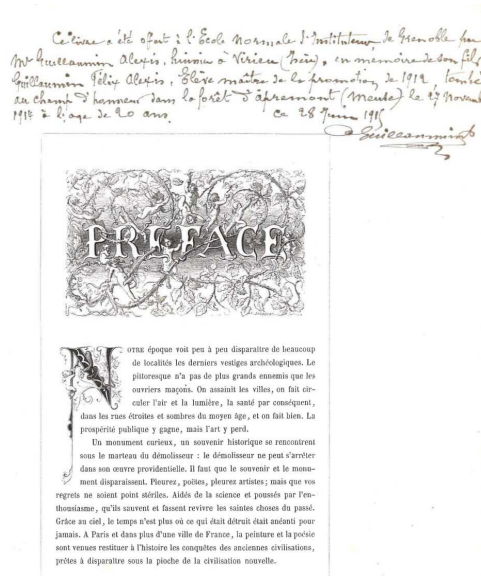 Ce livre a été offert à l'École Normale d'Instituteurs de Grenoble par
Mr Guillaumin Alexis, à Virieu (Isère), en mémoire de son fils
Guillaumin Félix Alexis, Élève maître de la promotion de 1912, tombé
au champ d'honneur dans la forêt d'Apremont (Meuse) le 27 Novemb
1914 à l'âge de 20 ans. Ce 28 Juin 1915
Guillaumin
PRÉFACE
NOTRE époque voit peu à peu disparaître de beaucoup
de localités les derniers vestiges archéologiques. Le
pittoresque n'a pas de plus grands ennemis que les
ouvriers maçons. On assainit les villes, on fait cir-
culer l'air et la lumière, la santé par conséquent,
dans les rues étroites et sombres du moyen âge, et on fait bien. La
prospérité publique y gagne, mais l'art y perd.
Un monument curieux, un souvenir historique se rencontrent
sous le marteau du démolisseur : le démolisseur ne peut s'arrêter
dans son œuvre providentielle. Il faut que le souvenir et le monu-
ment disparaissent. Pleurez, poëtes, pleurez artistes; mais que vos
regrets ne soient point stériles. Aidés de la science et poussés par l'en-
thousiasme, qu'ils sauvent et fassent revivre les saintes choses du passé.
Grâce au ciel, le temps n'est plus où ce qui était détruit était anéanti pour
jamais. A Paris et dans plus d'une ville de France, la peinture et la poésie
sont venues restituer à l'histoire les conquêtes des anciennes civilisations,
prêtes à disparaître sous la pioche de la civilisation nouvelle.